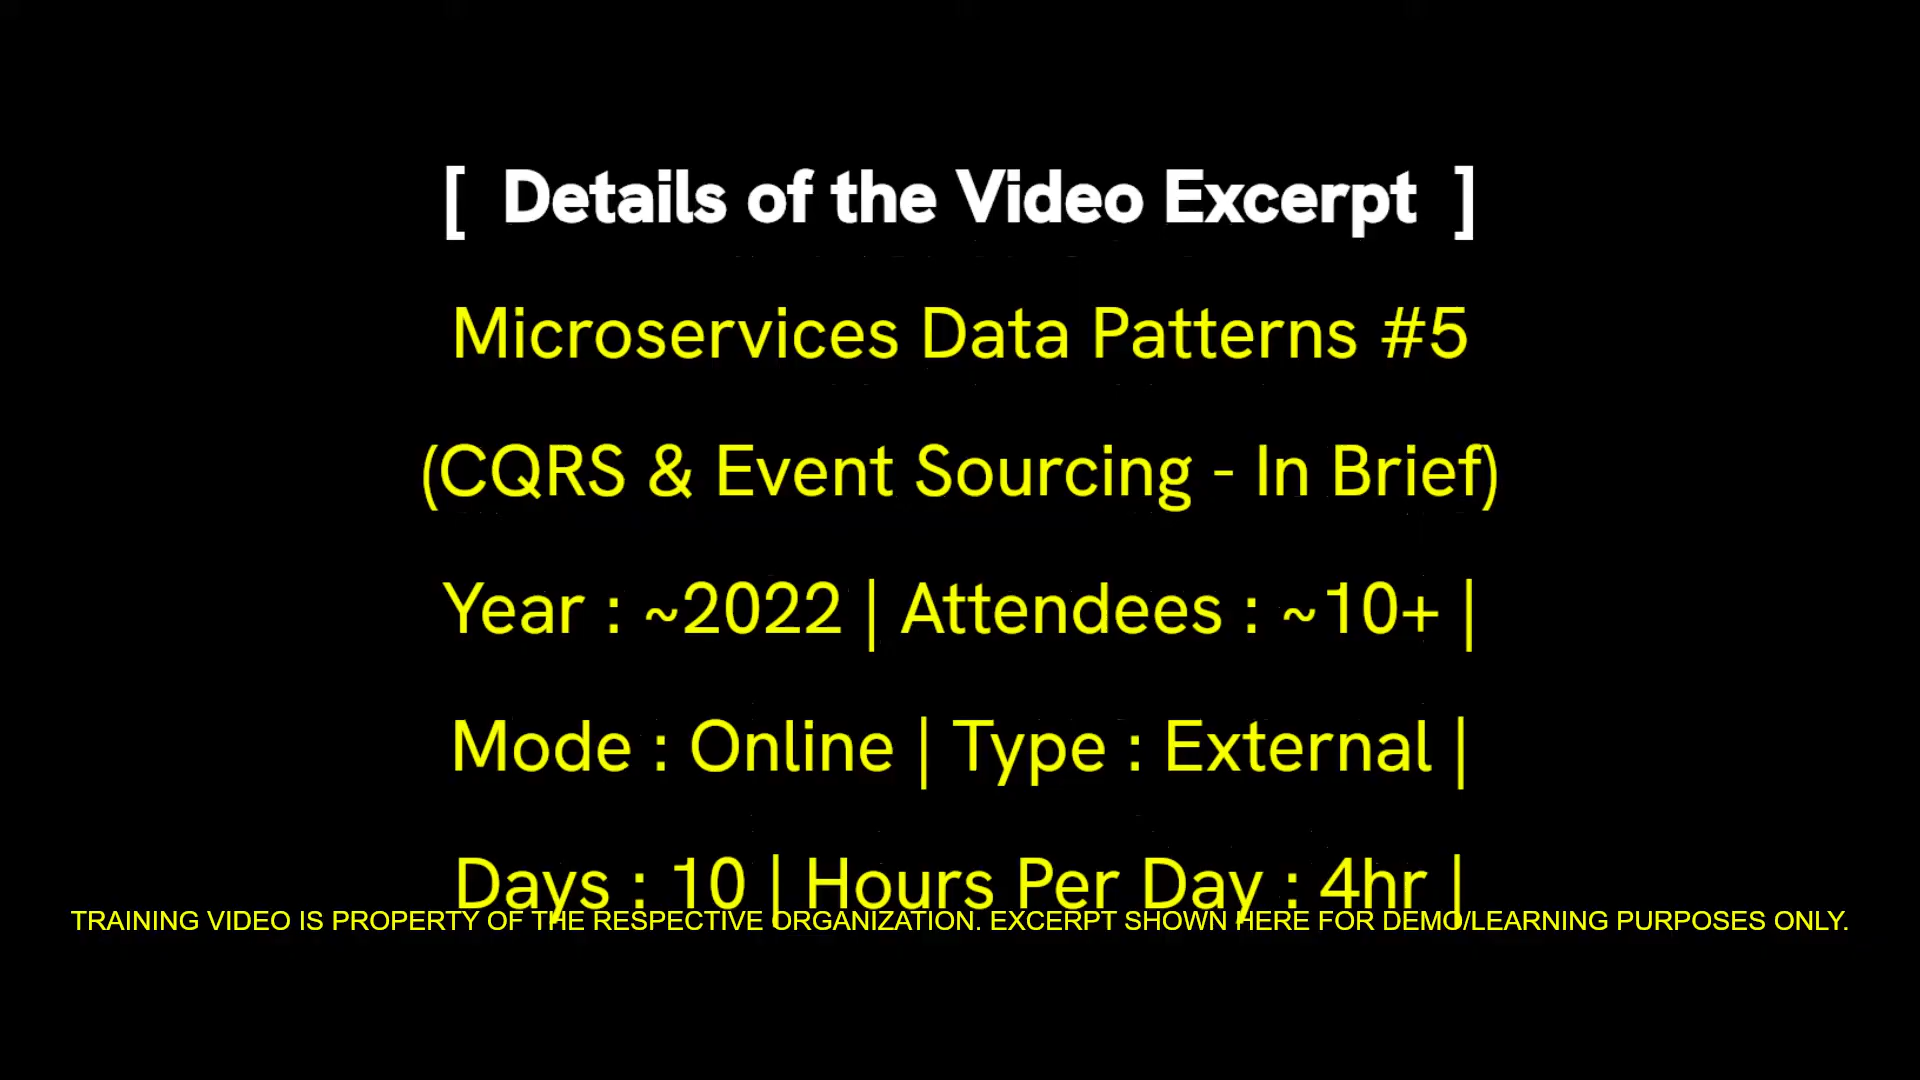 [ Details of the Video Excerpt ]
Microservices Data Patterns #5
(CQRS & Event Sourcing - In Brief)
Year : ~2022 | Attendees : ~10+ |
Mode : Online | Type : External |
Days : 10 | Hours Per Day : 4hr |
TRAINING VIDEO IS PROPERTY OF THE RESPECTIVE ORGANIZATION. EXCERPT SHOWN HERE FOR DEMO/LEARNING PURPOSES ONLY.